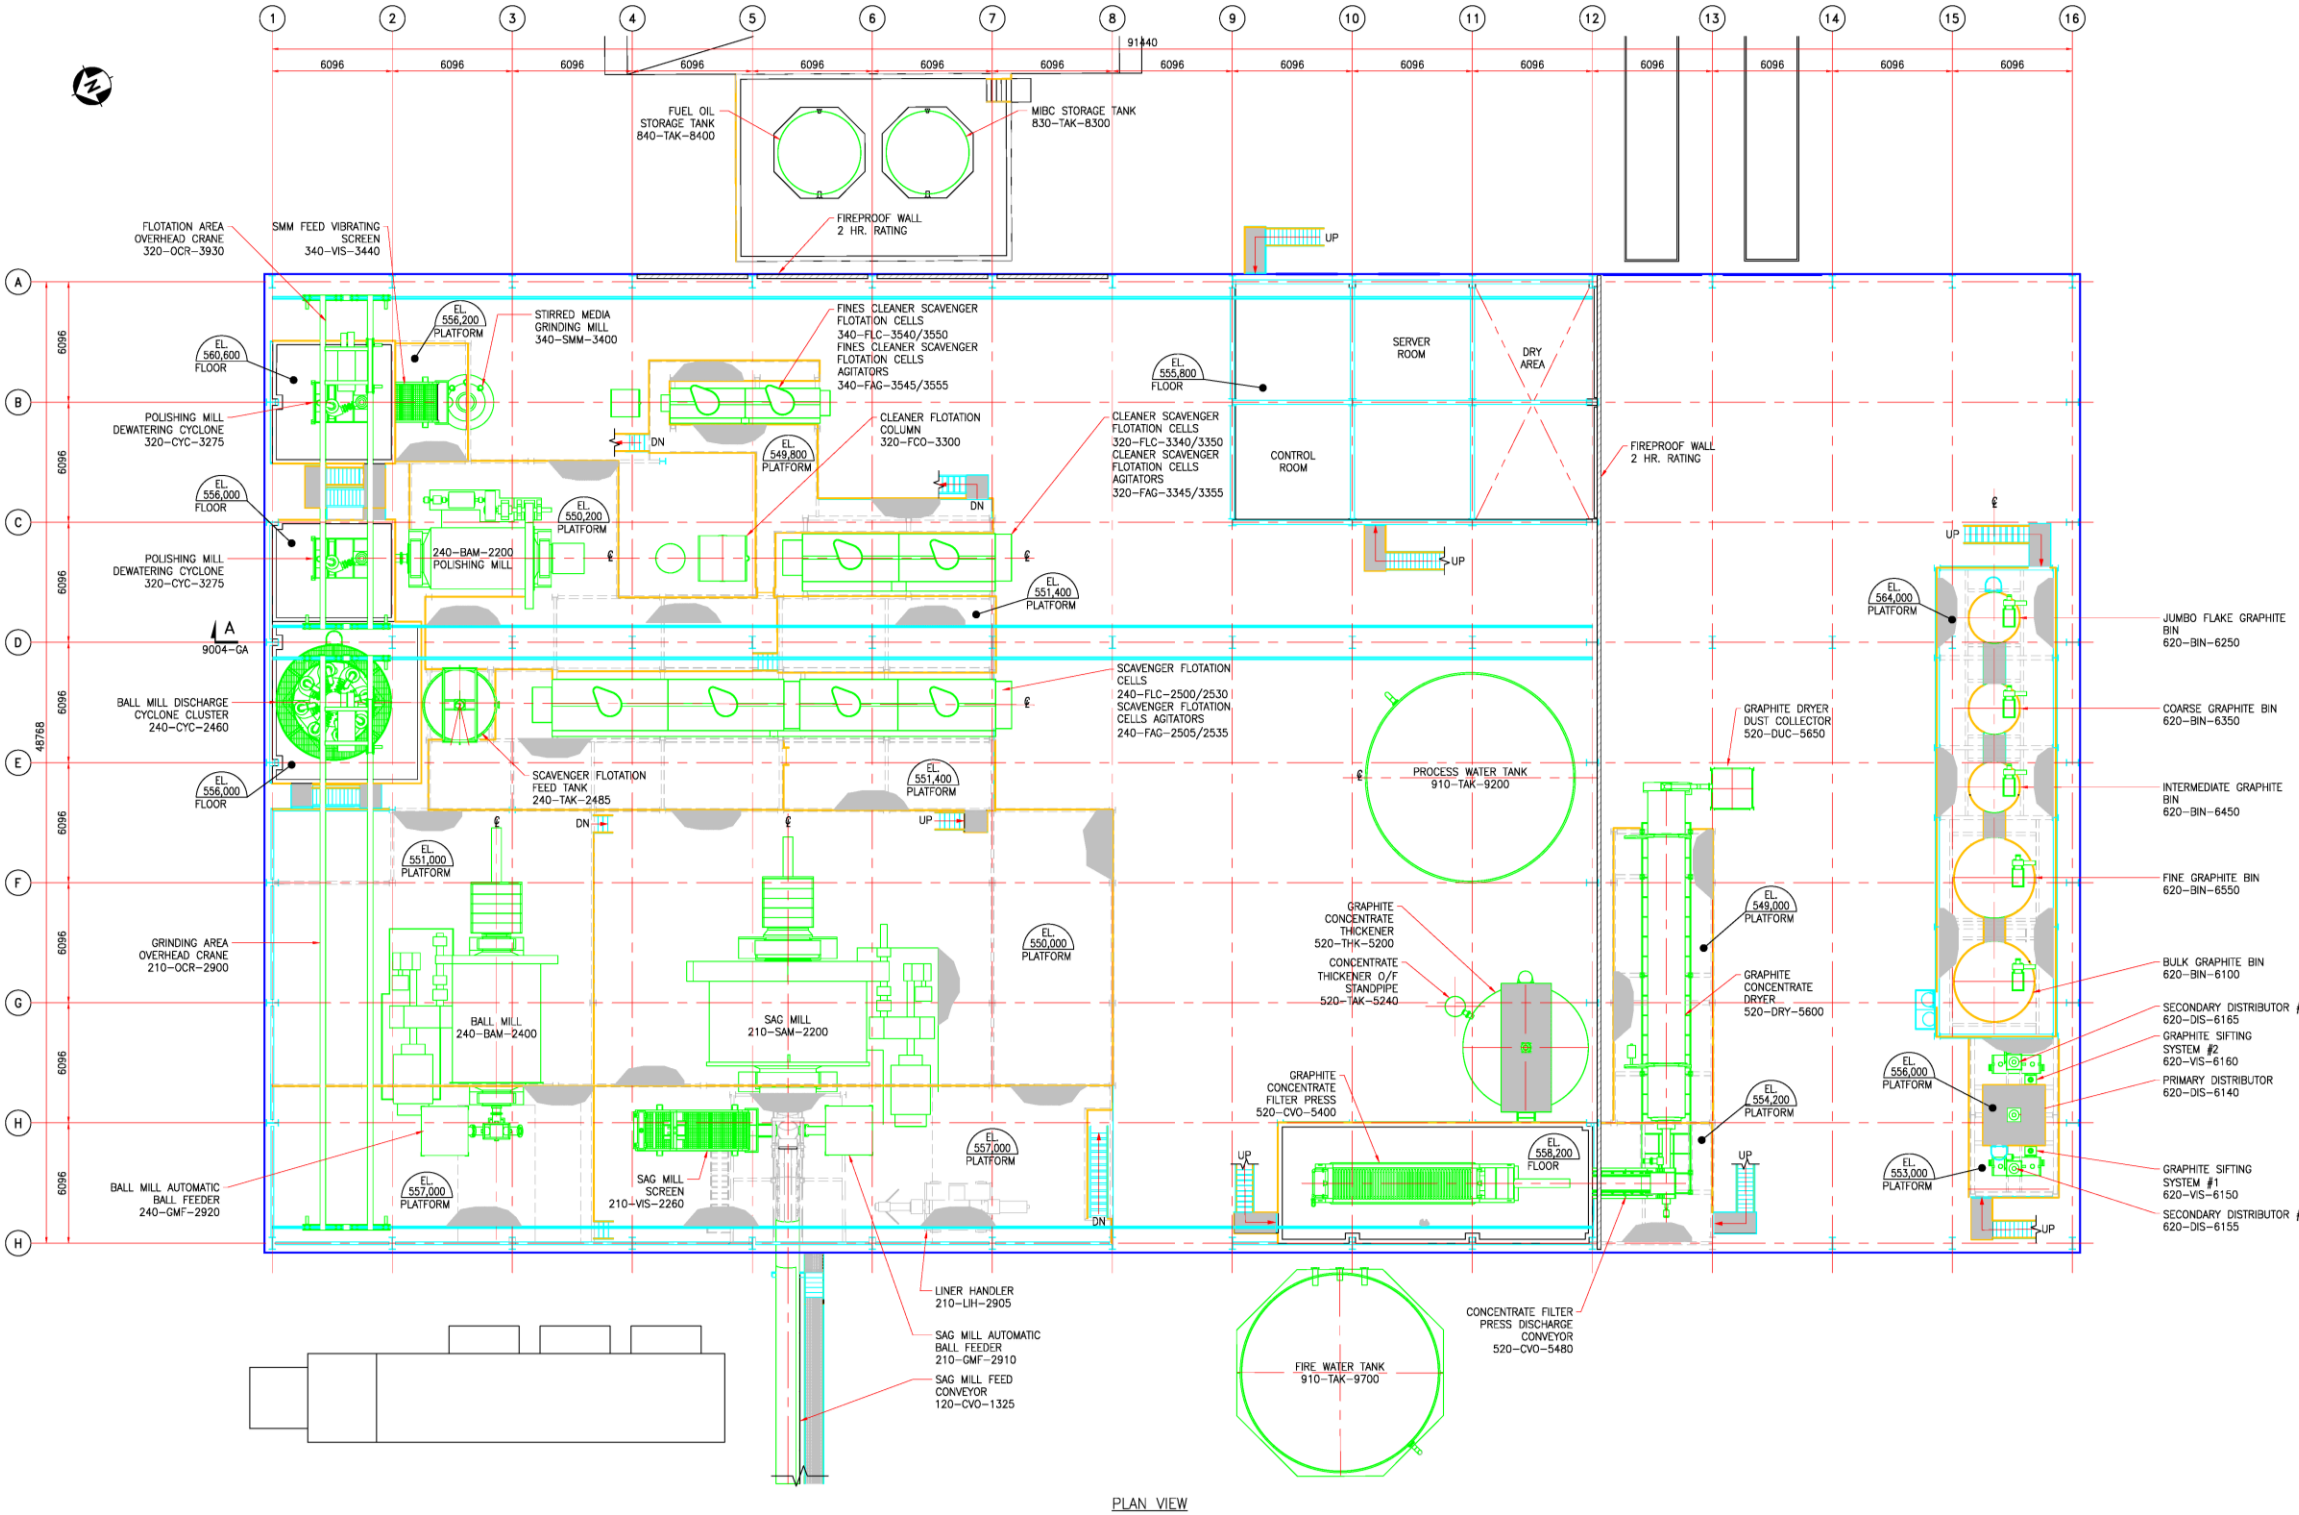 1 2 3 4 5 6 7 8 9 10 11 12 13 14 15 16
91440
6096 6096 6096 6096 6096 6096 6096 6096 6096 6096 6096 6096 6096 6096 6096
N
FUEL OIL
STORAGE TANK
840-TAK-8400
MIBC STORAGE TANK
830-TAK-8300
FLOTATION AREA
OVERHEAD CRANE
320-OCR-3930
SMM FEED VIBRATING
SCREEN
340-VIS-3440
FIREPROOF WALL
2 HR. RATING
UP
A
B
C
D
E
F
G
H
H
6096
6096
6096
6096
6096
6096
6096
6096
48768
EL.
556,200
PLATFORM
STIRRED MEDIA
GRINDING MILL
340-SMM-3400
FINES CLEANER SCAVENGER
FLOTATION CELLS
340-FLC-3540/3550
FINES CLEANER SCAVENGER
FLOTATION CELLS
AGITATORS
340-FAG-3545/3555
EL.
560,600
FLOOR
SERVER
ROOM
DRY
AREA
EL.
555,800
FLOOR
POLISHING MILL
DEWATERING CYCLONE
320-CYC-3275
CLEANER FLOTATION
COLUMN
320-FCO-3300
CLEANER SCAVENGER
FLOTATION CELLS
320-FLC-3340/3350
CLEANER SCAVENGER
FLOTATION CELLS
AGITATORS
320-FAG-3345/3355
DN
EL.
549,800
PLATFORM
CONTROL
ROOM
FIREPROOF WALL
2 HR. RATING
EL.
556,000
FLOOR
EL.
550,200
PLATFORM
DN
POLISHING MILL
DEWATERING CYCLONE
320-CYC-3275
240-BAM-2200
POLISHING MILL
UP
UP
EL.
551,400
PLATFORM
EL.
564,000
PLATFORM
JUMBO FLAKE GRAPHITE
BIN
620-BIN-6250
A
9004-GA
SCAVENGER FLOTATION
CELLS
240-FLC-2500/2530
SCAVENGER FLOTATION
CELLS AGITATORS
240-FAG-2505/2535
BALL MILL DISCHARGE
CYCLONE CLUSTER
240-CYC-2460
GRAPHITE DRYER
DUST COLLECTOR
520-DUC-5650
COARSE GRAPHITE BIN
620-BIN-6350
EL.
556,000
FLOOR
SCAVENGER FLOTATION
FEED TANK
240-TAK-2485
EL.
551,400
PLATFORM
PROCESS WATER TANK
910-TAK-9200
INTERMEDIATE GRAPHITE
BIN
620-BIN-6450
DN
UP
EL.
551,000
PLATFORM
FINE GRAPHITE BIN
620-BIN-6550
GRAPHITE
CONCENTRATE
THICKENER
520-THK-5200
EL.
549,000
PLATFORM
GRINDING AREA
OVERHEAD CRANE
210-OCR-2900
EL.
550,000
PLATFORM
CONCENTRATE
THICKENER O/F
STANDPIPE
520-TAK-5240
GRAPHITE
CONCENTRATE
DRYER
520-DRY-5600
BULK GRAPHITE BIN
620-BIN-6100
BALL MILL
240-BAM-2400
SAG MILL
210-SAM-2200
SECONDARY DISTRIBUTOR #
620-DIS-6165
GRAPHITE SIFTING
SYSTEM #2
620-VIS-6160
GRAPHITE
CONCENTRATE
FILTER PRESS
520-CVO-5400
EL.
554,200
PLATFORM
EL.
556,000
PLATFORM
PRIMARY DISTRIBUTOR
620-DIS-6140
EL.
557,000
PLATFORM
EL.
558,200
FLOOR
UP
UP
EL.
553,000
PLATFORM
GRAPHITE SIFTING
SYSTEM #1
620-VIS-6150
BALL MILL AUTOMATIC
BALL FEEDER
240-GMF-2920
EL.
557,000
PLATFORM
SAG MILL
SCREEN
210-VIS-2260
DN
UP
SECONDARY DISTRIBUTOR #
620-DIS-6155
LINER HANDLER
210-LIH-2905
SAG MILL AUTOMATIC
BALL FEEDER
210-GMF-2910
SAG MILL FEED
CONVEYOR
120-CVO-1325
CONCENTRATE FILTER
PRESS DISCHARGE
CONVEYOR
520-CVO-5480
FIRE WATER TANK
910-TAK-9700
PLAN VIEW